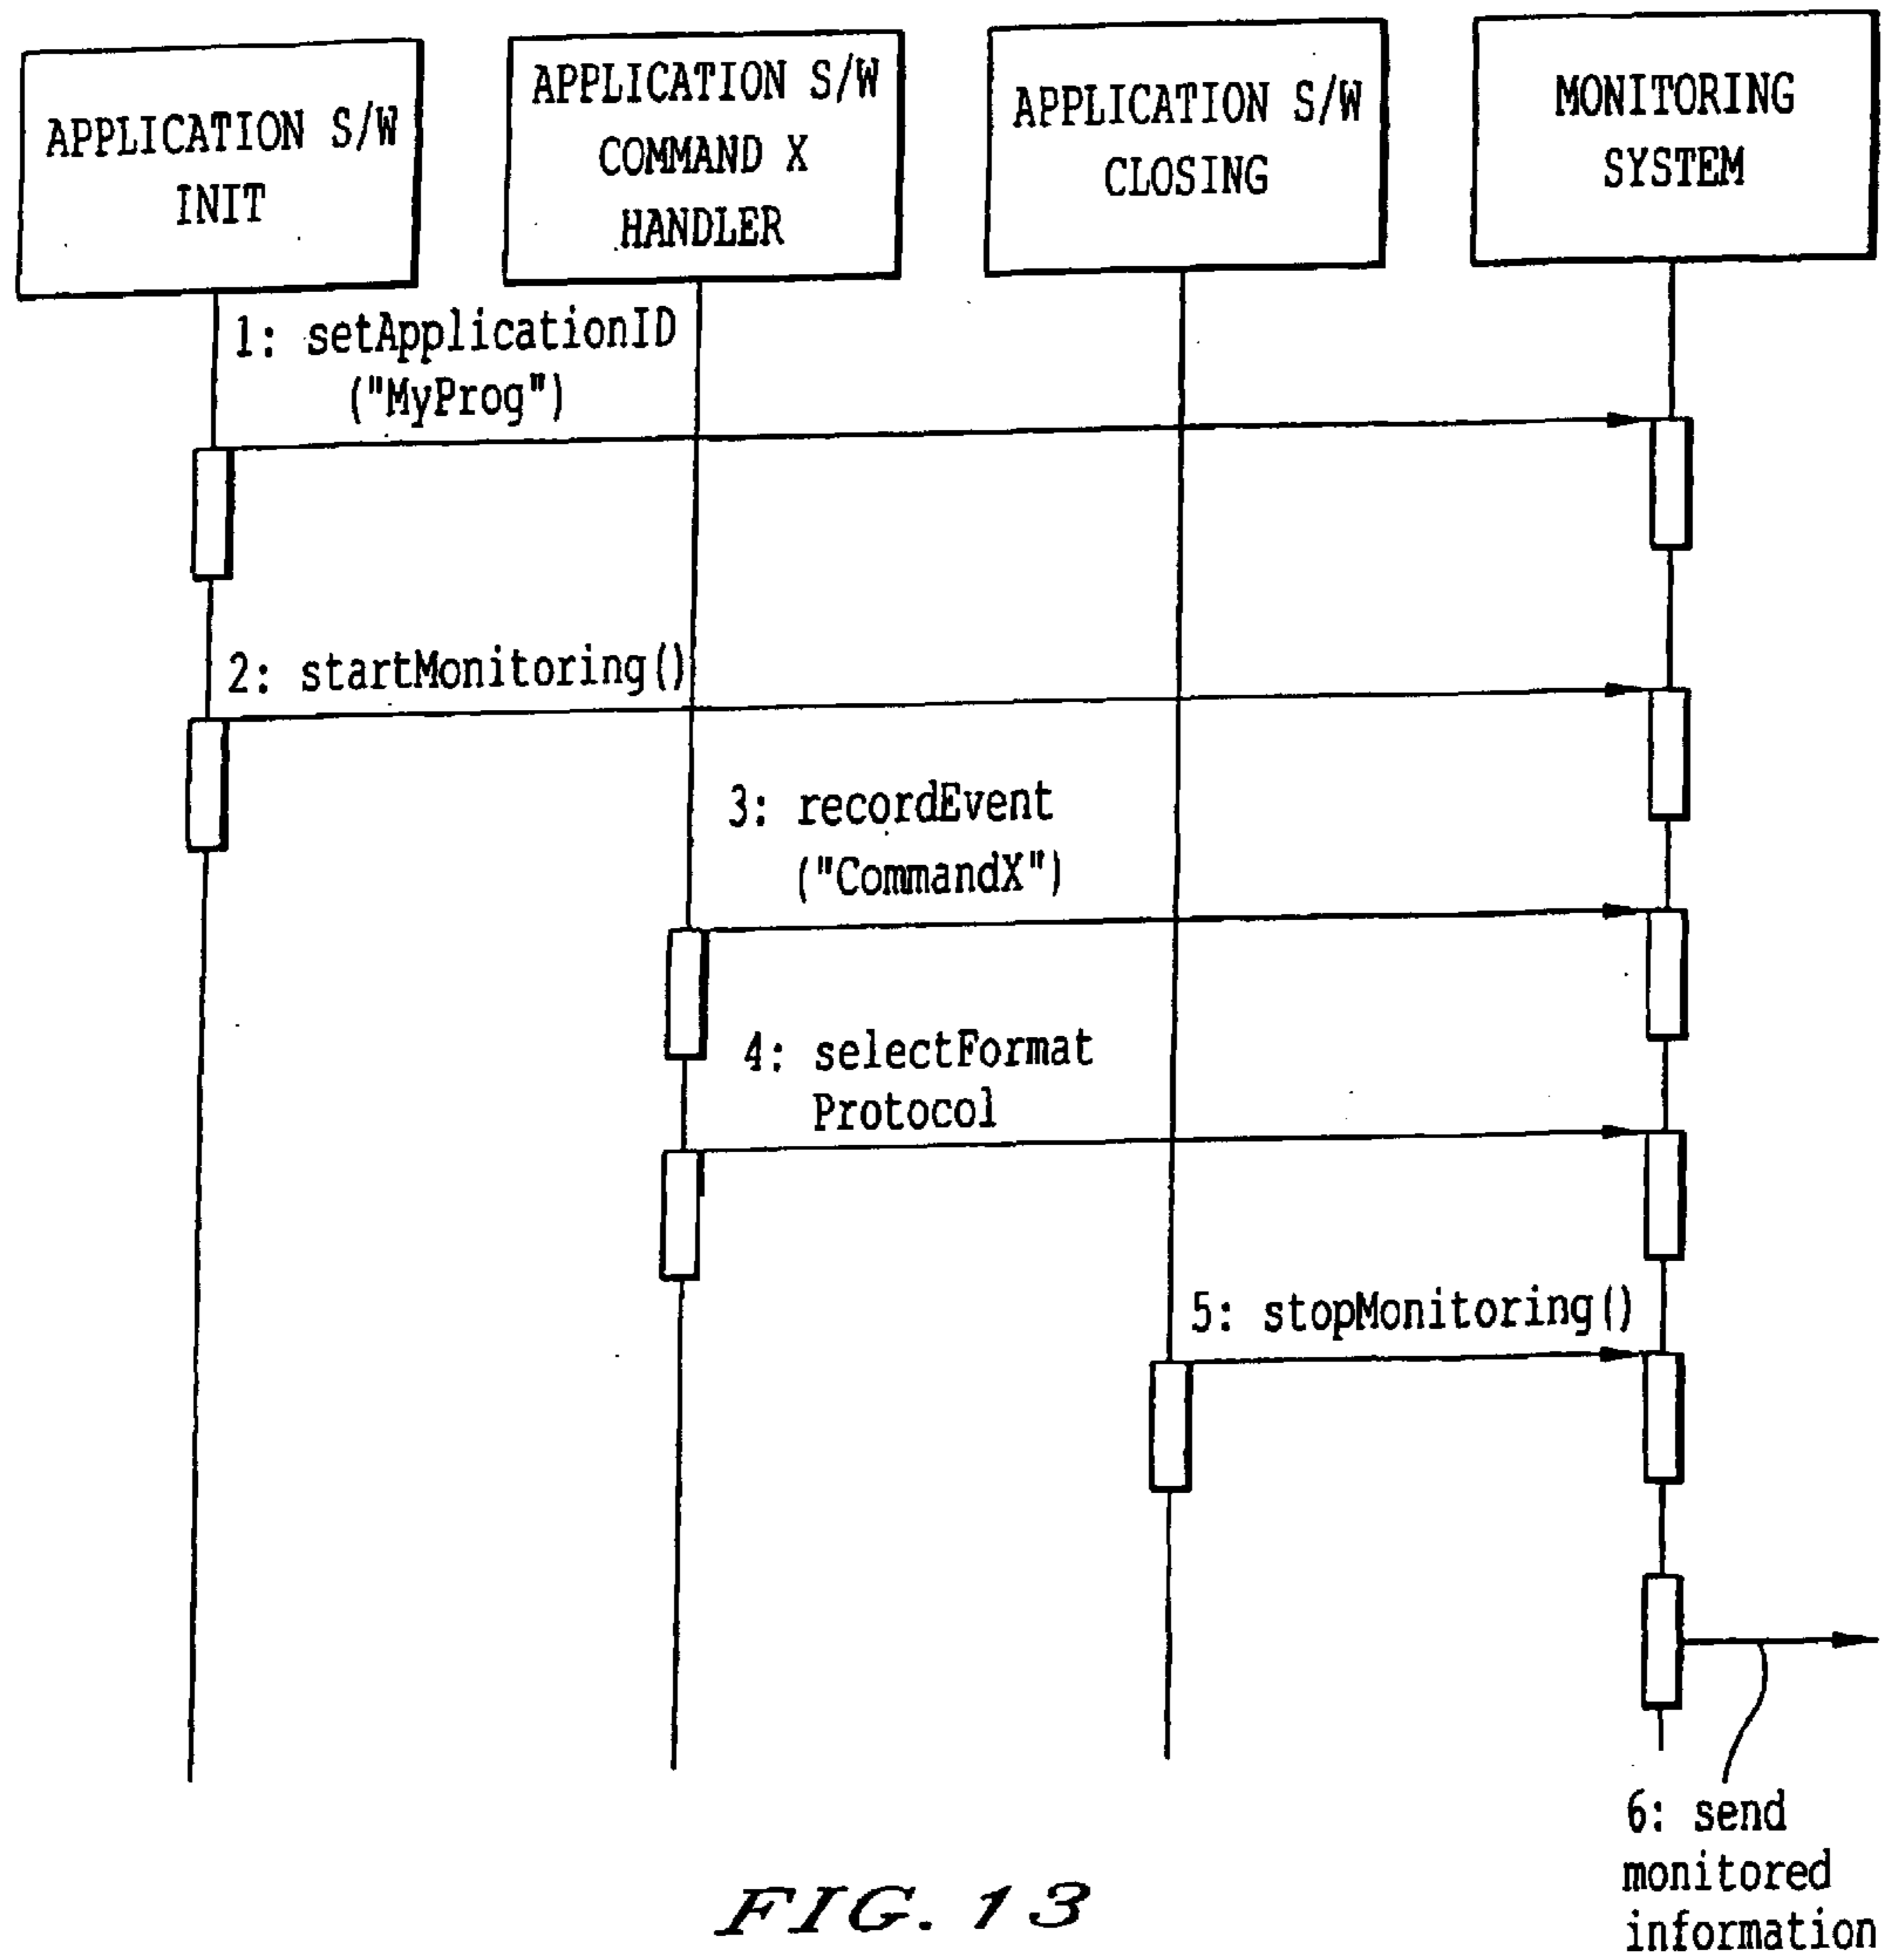 APPLICATION S/W
INIT
APPLICATION S/W
COMMAND X
HANDLER
APPLICATION S/W
CLOSING
MONITORING
SYSTEM
1: setApplicationID
("MyProg")
2: startMonitoring()
3: recordEvent
("CommandX")
4: selectFormat
Protocol
5: stopMonitoring()
6: send
monitored
information
FIG. 13